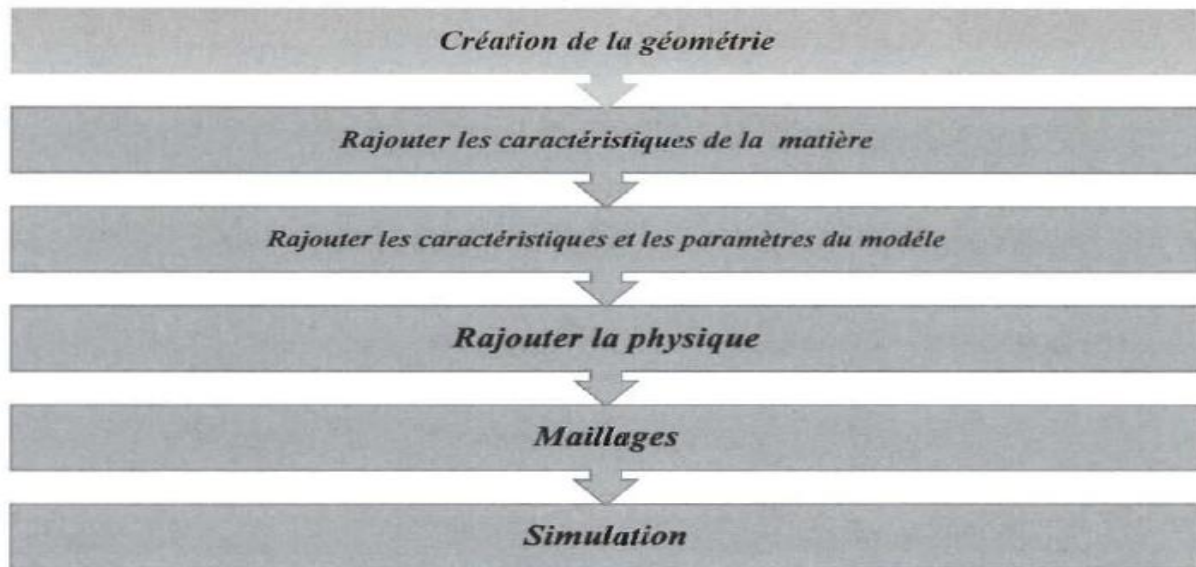 Création de la géométrie
Rajouter les caractéristiques de la matière
Rajouter les caractéristiques et les paramètres du modéle
Rajouter la physique
Maillages
Simulation